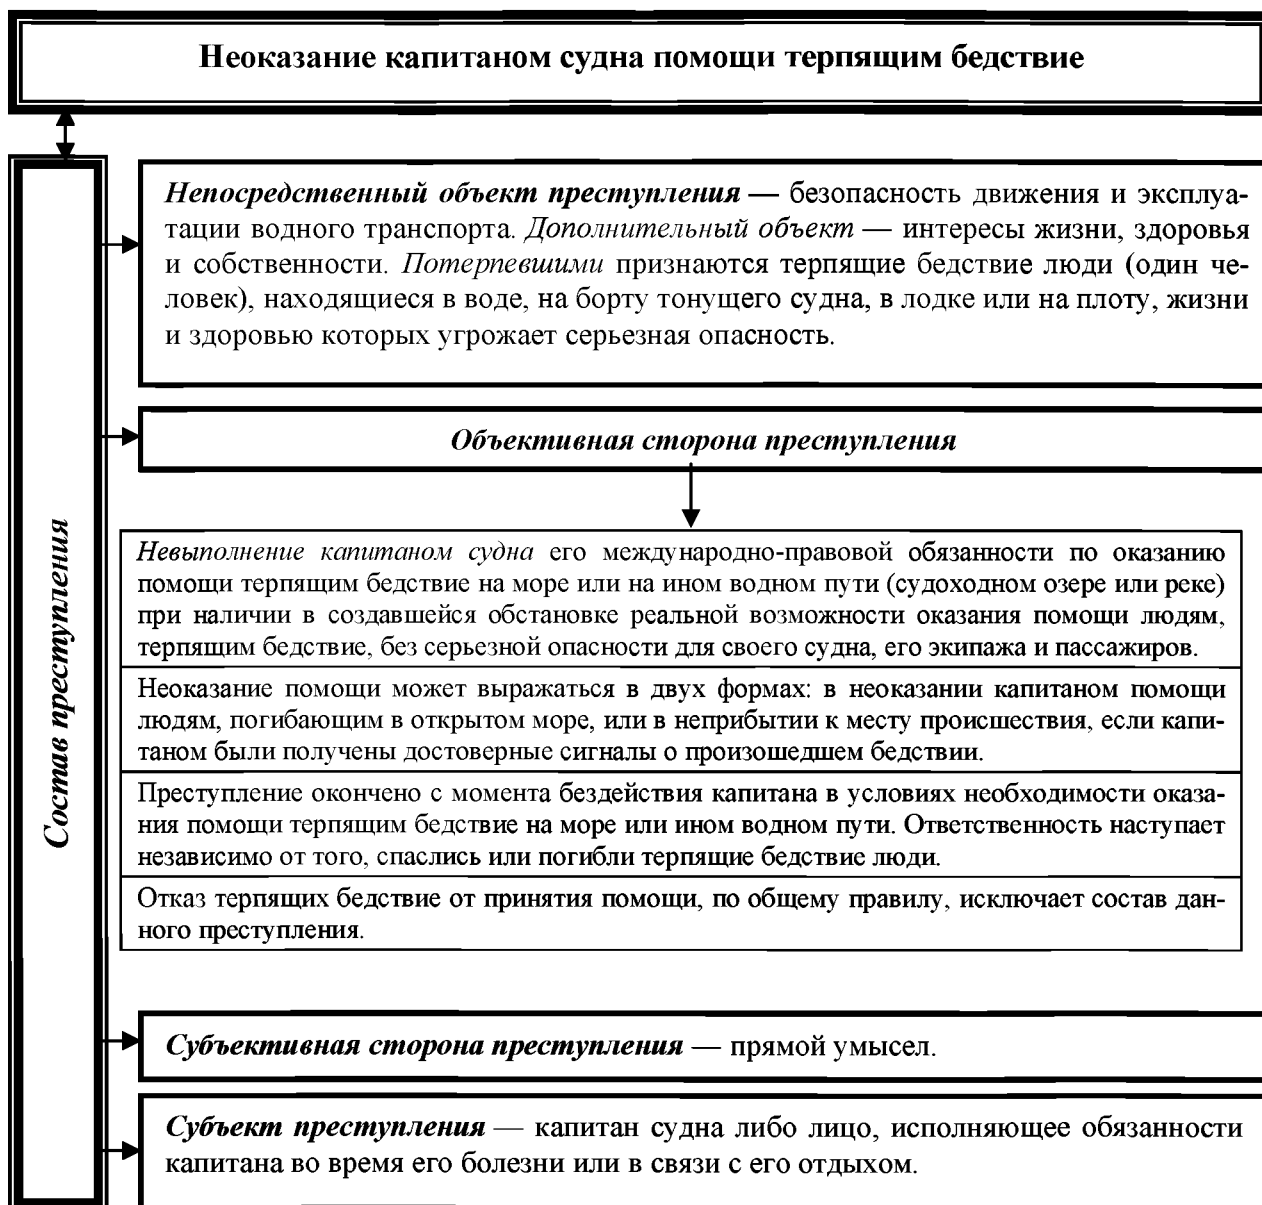 Неоказание капитаном судна помощи терпящим бедствие
Состав преступления
Непосредственный объект преступления — безопасность движения и эксплуа-
тации водного транспорта. Дополнительный объект — интересы жизни, здоровья
и собственности. Потерпевшими признаются терпящие бедствие люди (один че-
ловек), находящиеся в воде, на борту тонущего судна, в лодке или на плоту, жизни
и здоровью которых угрожает серьезная опасность.
Объективная сторона преступления
Невыполнение капитаном судна его международно-правовой обязанности по оказанию
помощи терпящим бедствие на море или на ином водном пути (судоходном озере или реке)
при наличии в создавшейся обстановке реальной возможности оказания помощи людям,
терпящим бедствие, без серьезной опасности для своего судна, его экипажа и пассажиров.
Неоказание помощи может выражаться в двух формах: в неоказании капитаном помощи
людям, погибающим в открытом море, или в неприбытии к месту происшествия, если капи-
таном были получены достоверные сигналы о произошедшем бедствии.
Преступление окончено с момента бездействия капитана в условиях необходимости оказа-
ния помощи терпящим бедствие на море или ином водном пути. Ответственность наступает
независимо от того, спаслись или погибли терпящие бедствие люди.
Отказ терпящих бедствие от принятия помощи, по общему правилу, исключает состав дан-
ного преступления.
Субъективная сторона преступления — прямой умысел.
Субъект преступления — капитан судна либо лицо, исполняющее обязанности
капитана во время его болезни или в связи с его отдыхом.